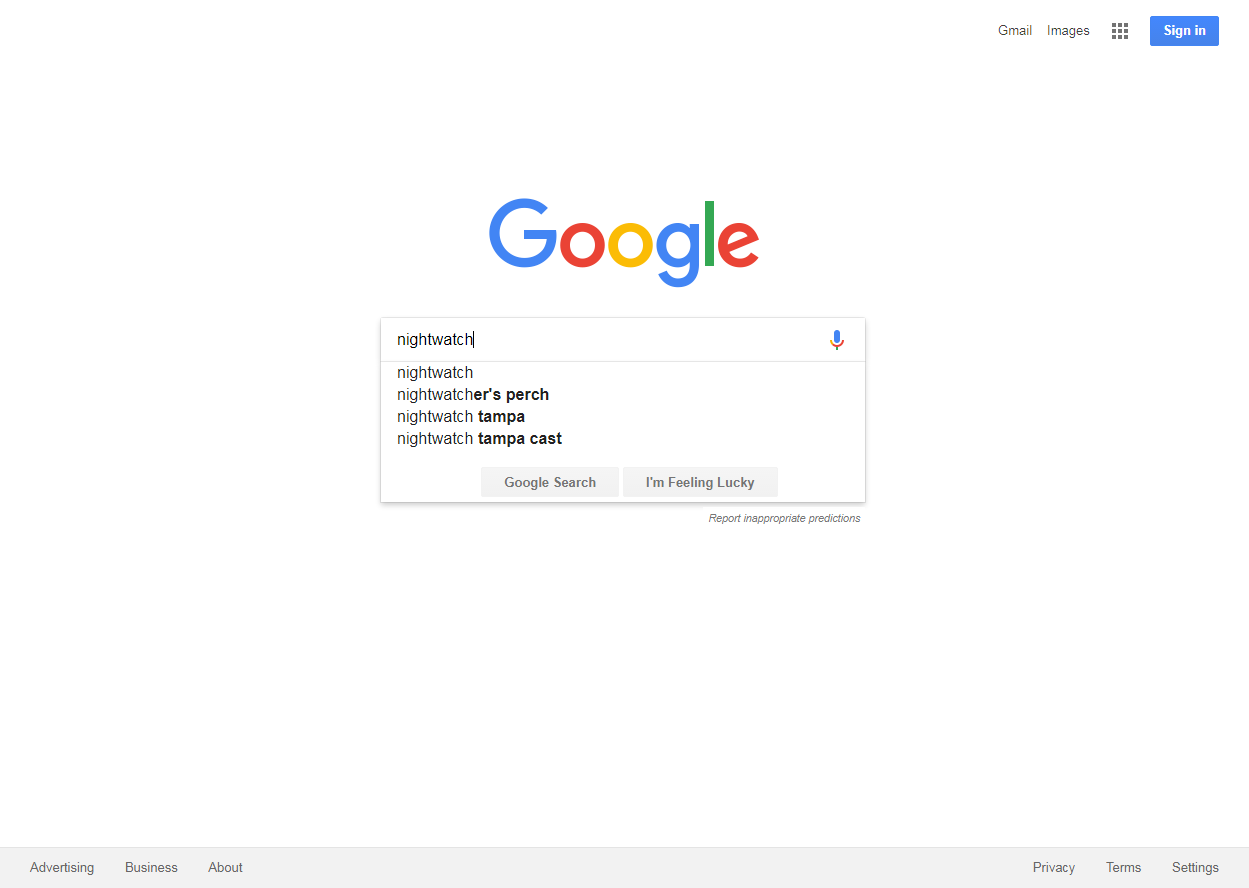 Gmail Images Sign in
Google
nightwatch
nightwatch
nightwatcher's perch
nightwatch tampa
nightwatch tampa cast
Google Search I'm Feeling Lucky
Report inappropriate predictions
Advertising Business About Privacy Terms Settings